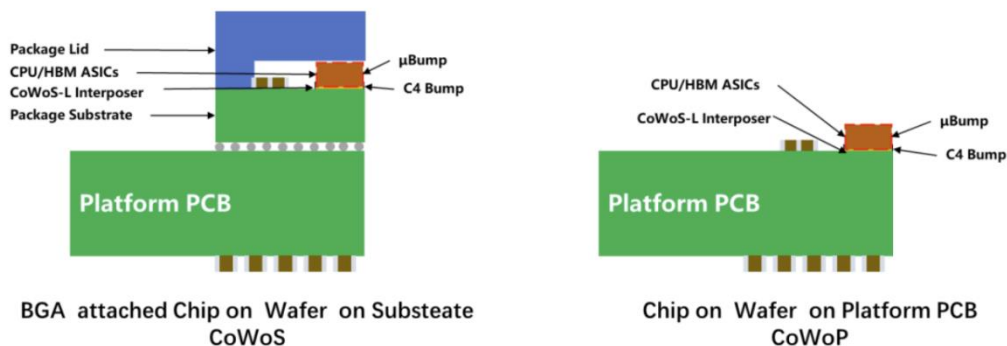 Package Lid
CPU/HBM ASICs
CoWoS-L Interposer
Package Substrate
μBump
C4 Bump
Platform PCB
BGA attached Chip on Wafer on Substeate
CoWoS
CPU/HBM ASICs
CoWoS-L Interposer
μBump
C4 Bump
Platform PCB
Chip on Wafer on Platform PCB
CoWoP